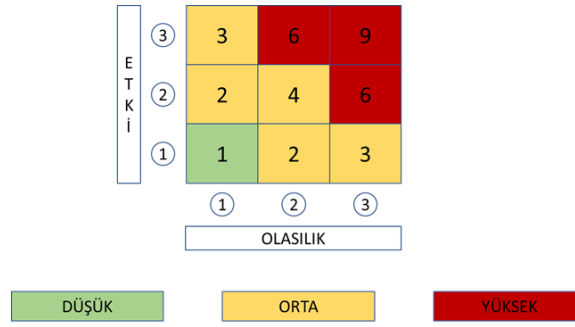 ETKİ
3 3 6 9
2 2 4 6
1 1 2 3
1 2 3
OLASILIK
DÜŞÜK ORTA YÜKSEK